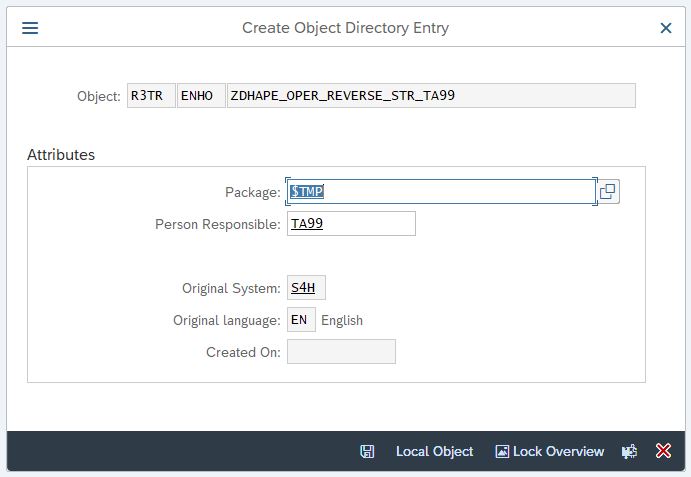 Create Object Directory Entry
Object: R3TR ENHO ZDHAPE_OPER_REVERSE_STR_TA99
Attributes
Package: $TMP
Person Responsible: TA99
Original System: S4H
Original language: EN English
Created On:
Local Object Lock Overview